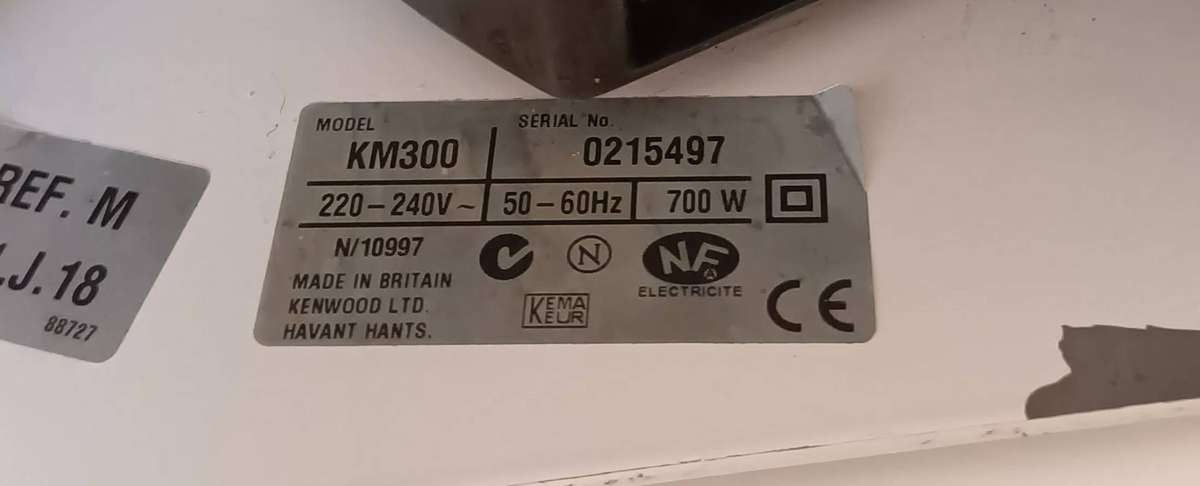 MODEL
SERIAL No.
KM300
0215497
220-240V~
50-60Hz
700 W
N/10997
N
NF
A
ELECTRICITE
MADE IN BRITAIN
KENWOOD LTD.
HAVANT HANTS.
KEMA
KEUR
CE
REF. M
.J.18
88727